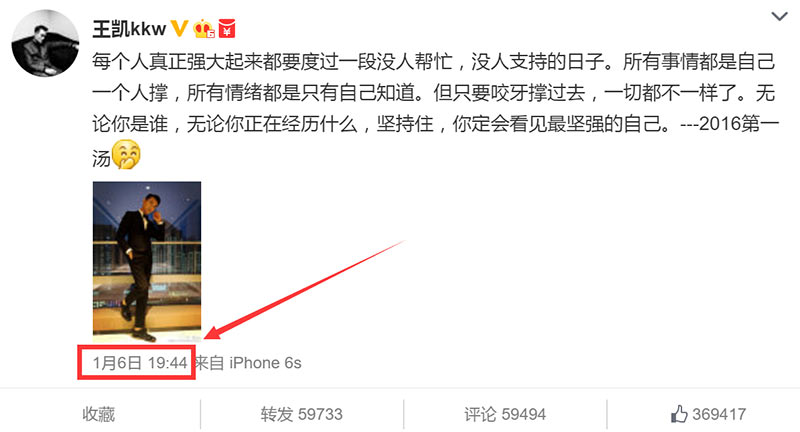 王凯kkw
每个人真正强大起来都要度过一段没人帮忙，没人支持的日子。所有事情都是自己
一个人撑，所有情绪都是只有自己知道。但只要咬牙撑过去，一切都不一样了。无
论你是谁，无论你正在经历什么，坚持住，你定会看见最坚强的自己。---2016第一
汤
1月6日 19:44 来自 iPhone 6s
收藏 转发 59733 评论 59494 369417